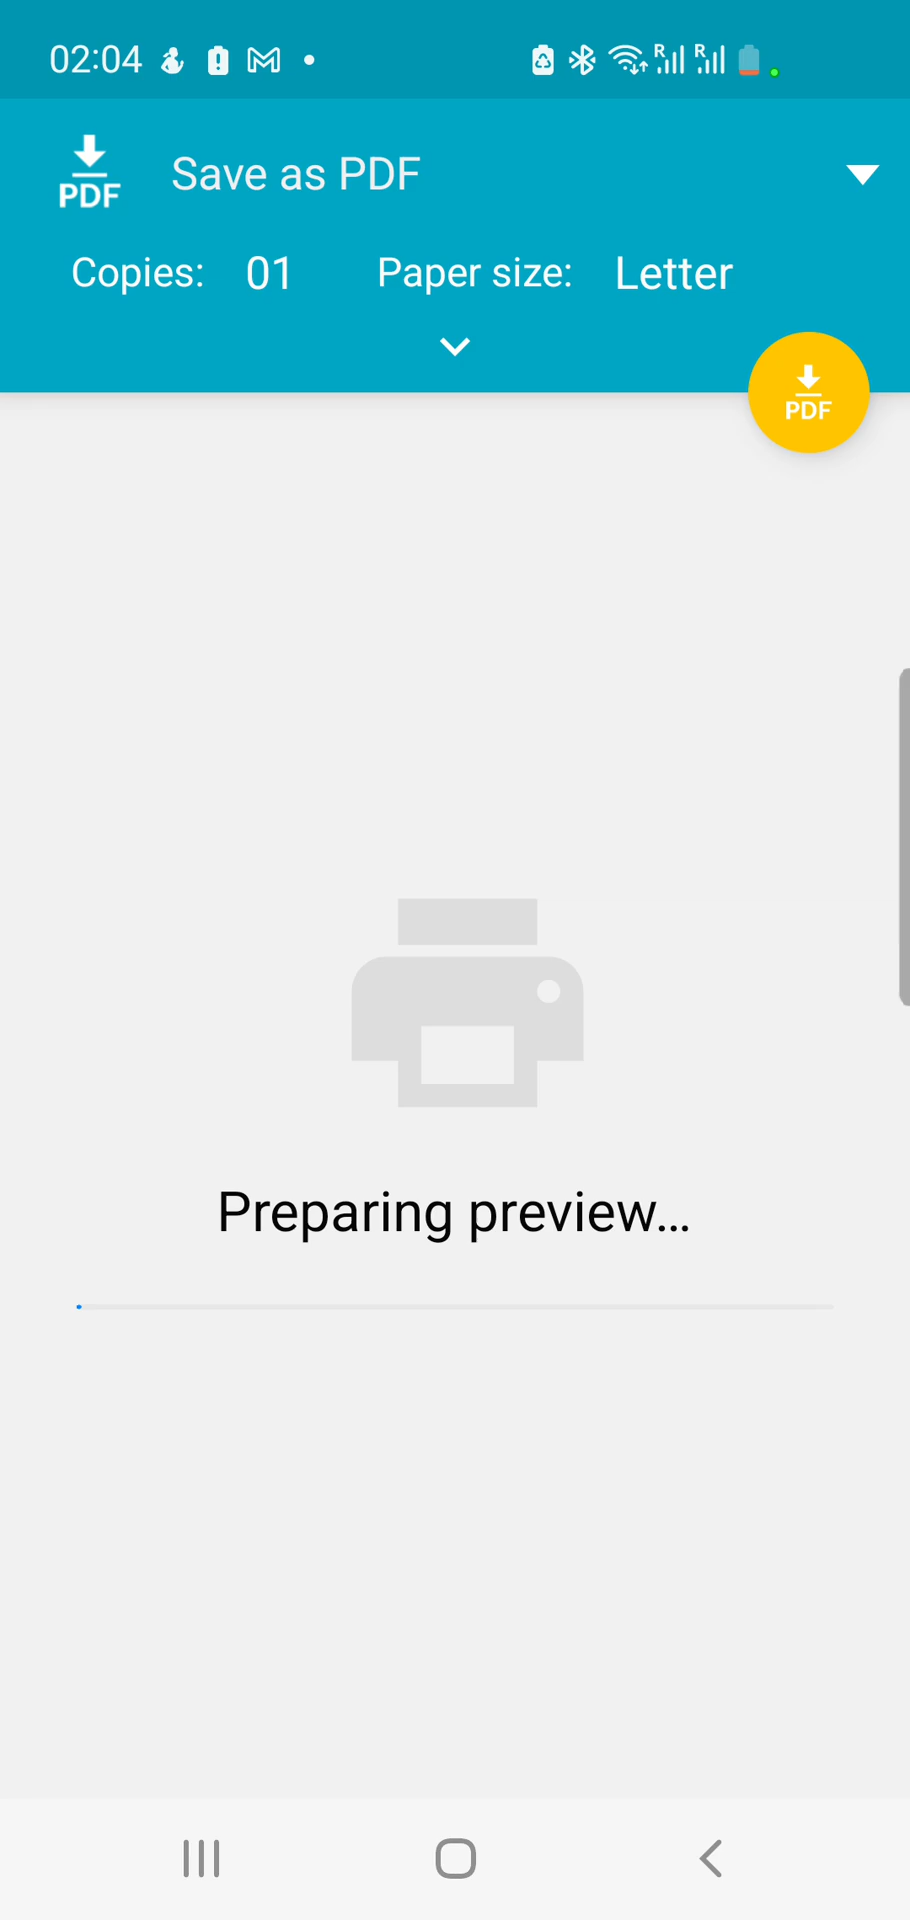 02:04
R R
PDF Save as PDF
Copies: 01 Paper size: Letter
PDF
Preparing preview...